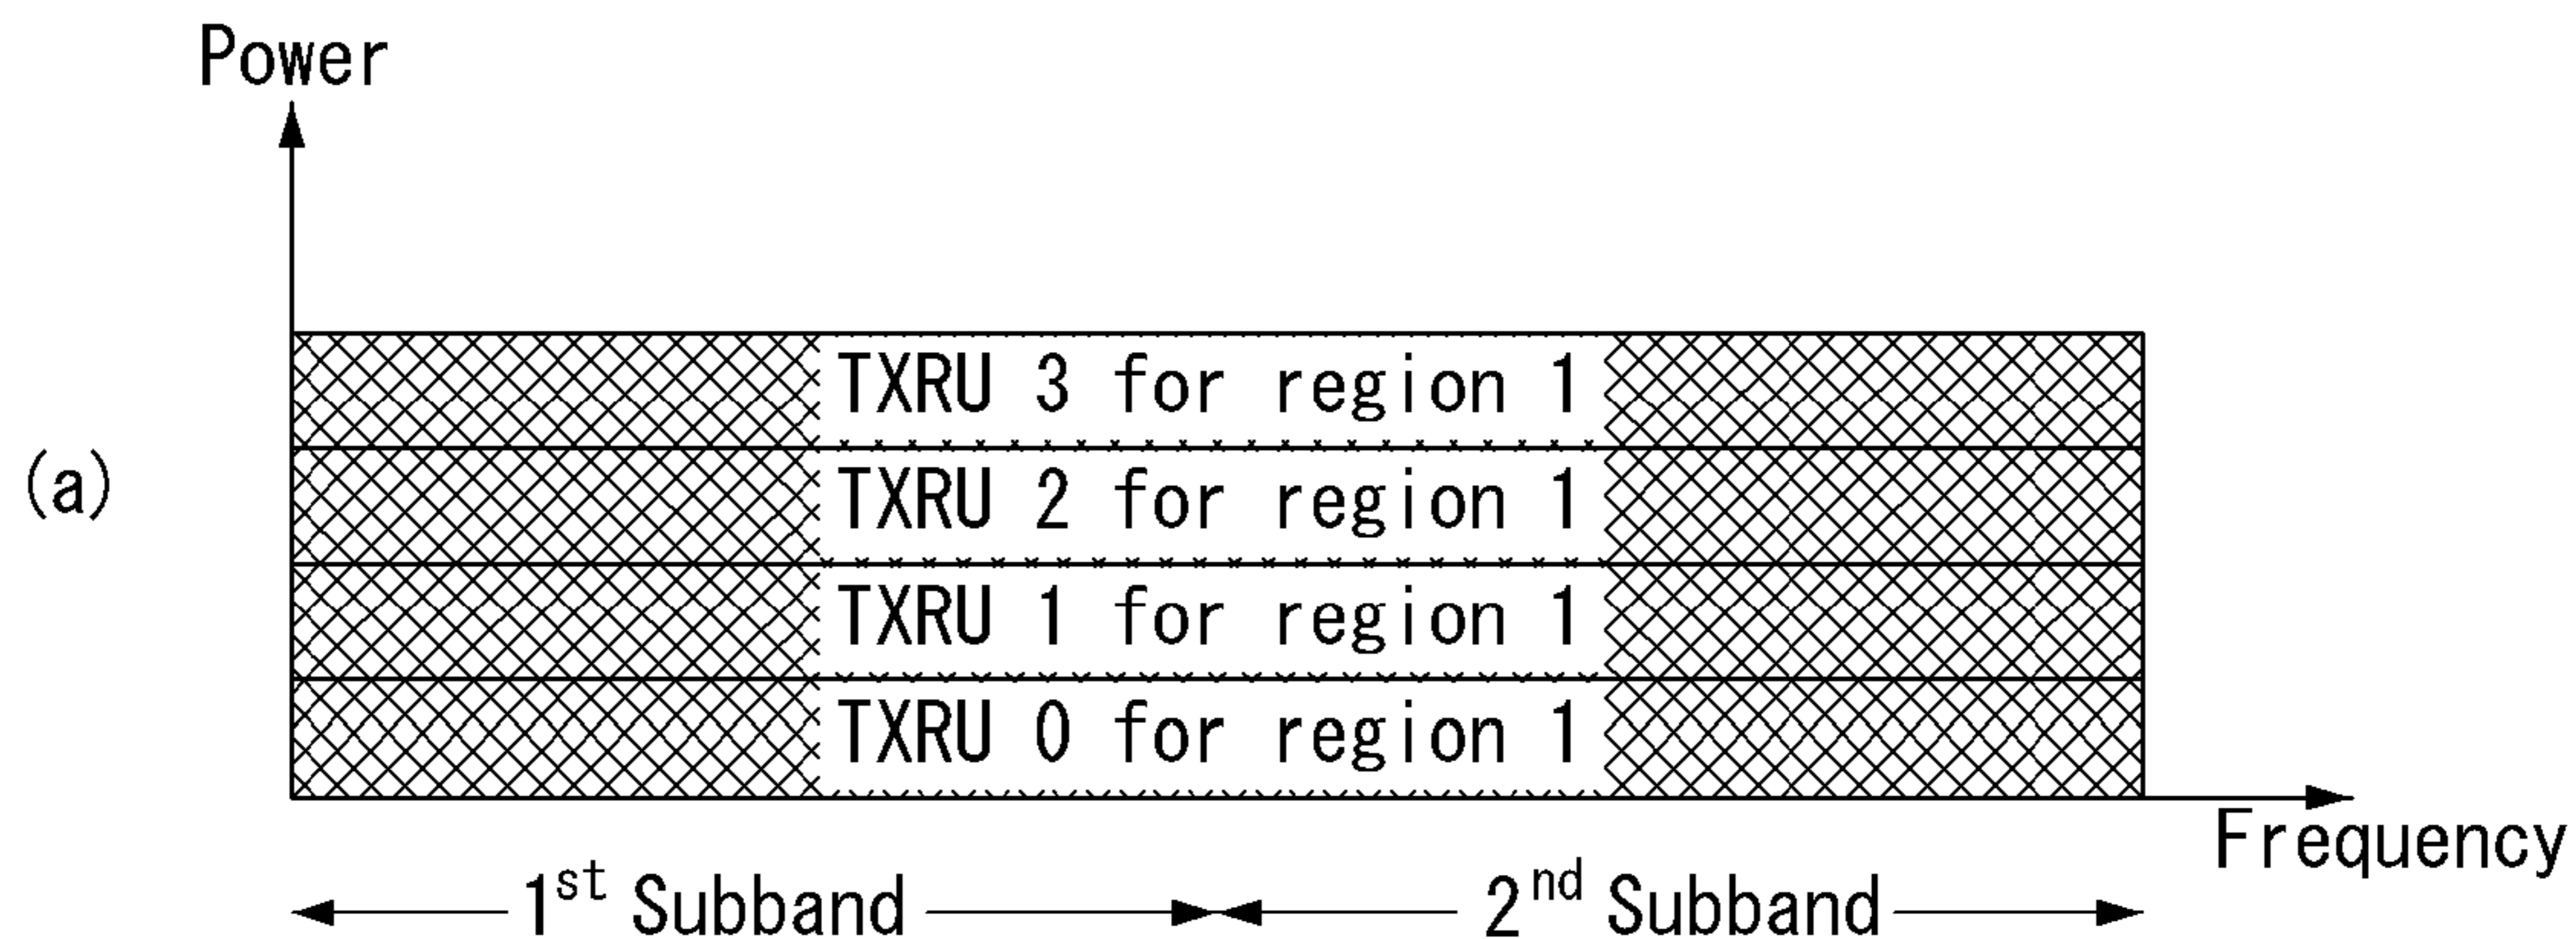 Power
(a)
TXRU 3 for region 1
TXRU 2 for region 1
TXRU 1 for region 1
TXRU 0 for region 1
Frequency
1st Subband
2nd Subband